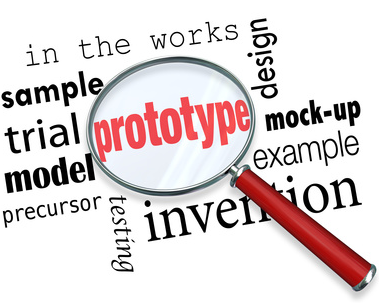 in the works
design
sample
prototype
mock-up
trial
example
model
precursor
testing
invention